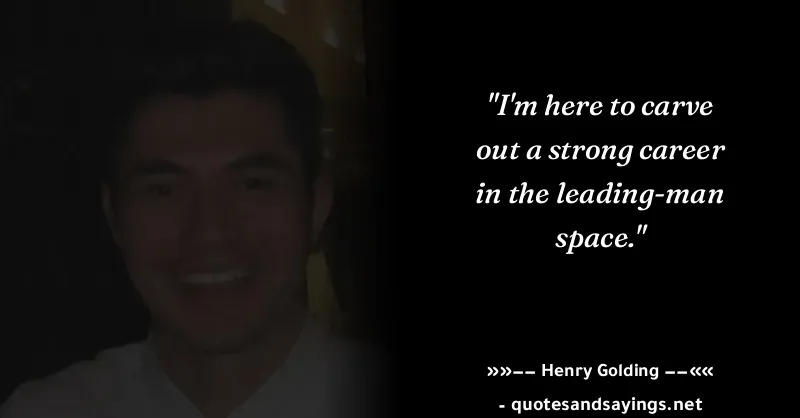 "I'm here to carve
out a strong career
in the leading-man
space."
»»−− Henry Golding −−««
- quotesandsayings.net